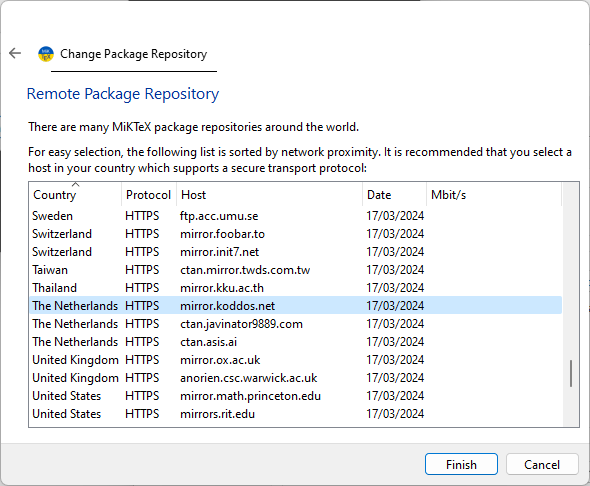 Change Package Repository
Remote Package Repository
There are many MiKTeX package repositories around the world.
For easy selection, the following list is sorted by network proximity. It is recommended that you select a
host in your country which supports a secure transport protocol:
Country Protocol Host Date Mbit/s
Sweden HTTPS ftp.acc.umu.se 17/03/2024
Switzerland HTTPS mirror.foobar.to 17/03/2024
Switzerland HTTPS mirror.init7.net 17/03/2024
Taiwan HTTPS ctan.mirror.twds.com.tw 17/03/2024
Thailand HTTPS mirror.kku.ac.th 17/03/2024
The Netherlands HTTPS mirror.koddos.net 17/03/2024
The Netherlands HTTPS ctan.javinator9889.com 17/03/2024
The Netherlands HTTPS ctan.asis.ai 17/03/2024
United Kingdom HTTPS mirror.ox.ac.uk 17/03/2024
United Kingdom HTTPS anorien.csc.warwick.ac.uk 17/03/2024
United States HTTPS mirror.math.princeton.edu 17/03/2024
United States HTTPS mirrors.rit.edu 17/03/2024
Finish Cancel